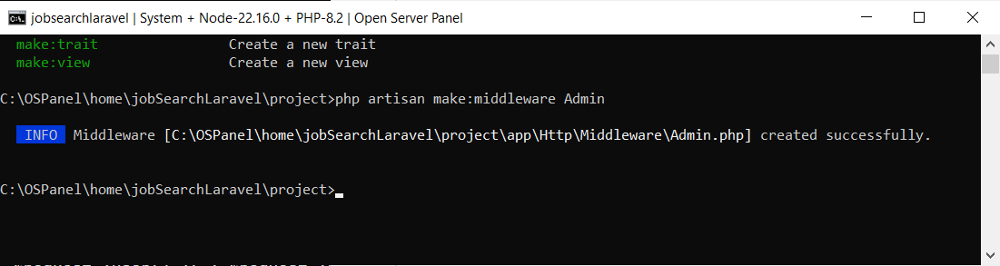 jobsearchlaravel | System + Node-22.16.0 + PHP-8.2 | Open Server Panel
make:trait Create a new trait
make:view Create a new view
C:\OSPanel\home\jobSearchLaravel\project>php artisan make:middleware Admin
INFO Middleware [C:\OSPanel\home\jobSearchLaravel\project\app\Http\Middleware\Admin.php] created successfully.
C:\OSPanel\home\jobSearchLaravel\project>